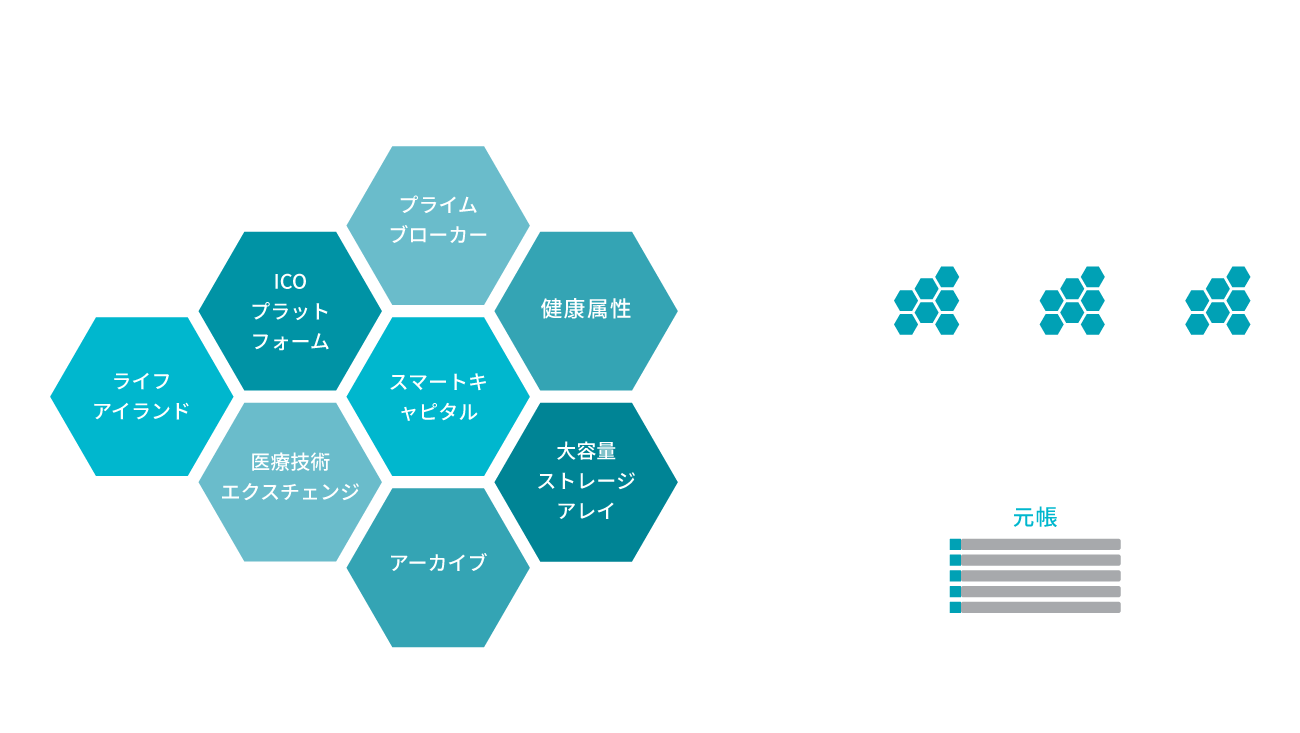 プライム
ブローカー
ICO
プラット
フォーム
健康属性
ライフ
アイランド
スマートキ
ャピタル
医療技術
エクスチェンジ
大容量
ストレージ
アレイ
アーカイブ
元帳